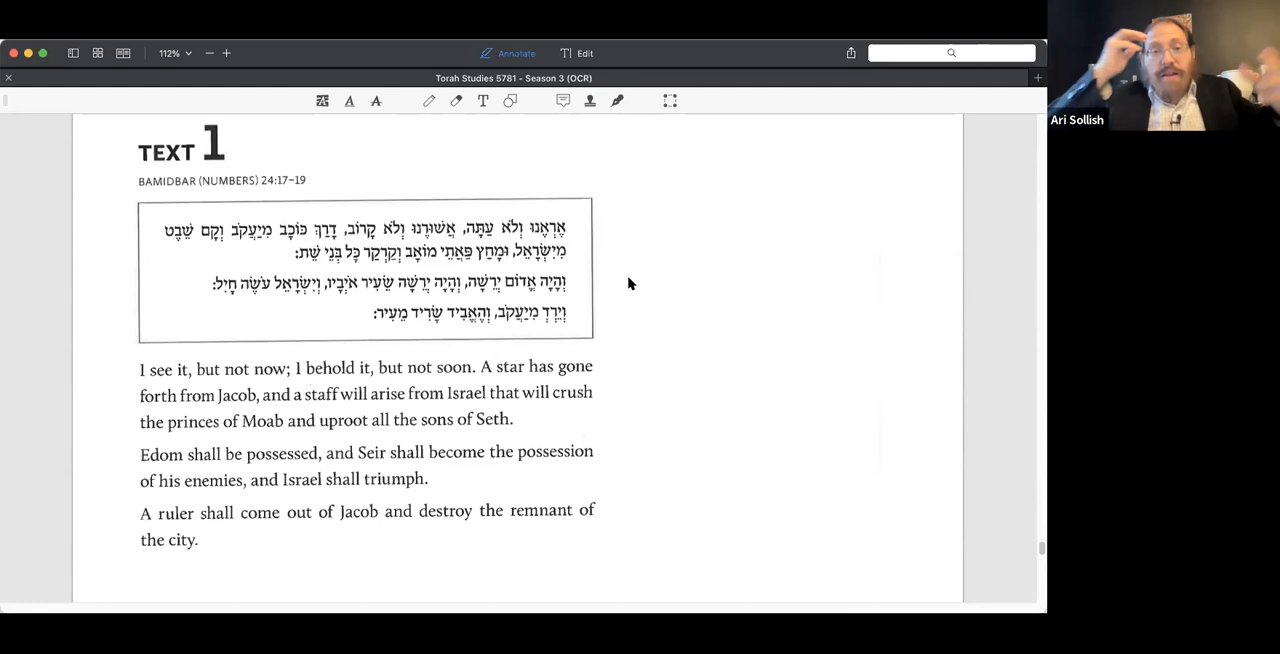 112%
Annotate
Edit
Torah Studies 5781 - Season 3 (OCR)
Ari Sollish
TEXT 1
BAMIDBAR (NUMBERS) 24:17–19
אֶרְאֶנּוּ וְלֹא עַתָּה, אֲשׁוּרֶנּוּ וְלֹא קָרוֹב, דָּרַךְ כּוֹכָב מִיַּעֲקֹב וְקָם שֵׁבֶט
מִיִּשְׂרָאֵל, וּמָחַץ פַּאֲתֵי מוֹאָב וְקַרְקַר כָּל בְּנֵי שֵׁת:
וְהָיָה אֱדוֹם יְרֵשָׁה, וְהָיָה יְרֵשָׁה שֵׂעִיר אֹיְבָיו, וְיִשְׂרָאֵל עֹשֶׂה חָיִל:
וְיֵרְדְּ מִיַּעֲקֹב, וְהֶאֱבִיד שָׂרִיד מֵעִיר:
I see it, but not now; I behold it, but not soon. A star has gone
forth from Jacob, and a staff will arise from Israel that will crush
the princes of Moab and uproot all the sons of Seth.
Edom shall be possessed, and Seir shall become the possession
of his enemies, and Israel shall triumph.
A ruler shall come out of Jacob and destroy the remnant of
the city.